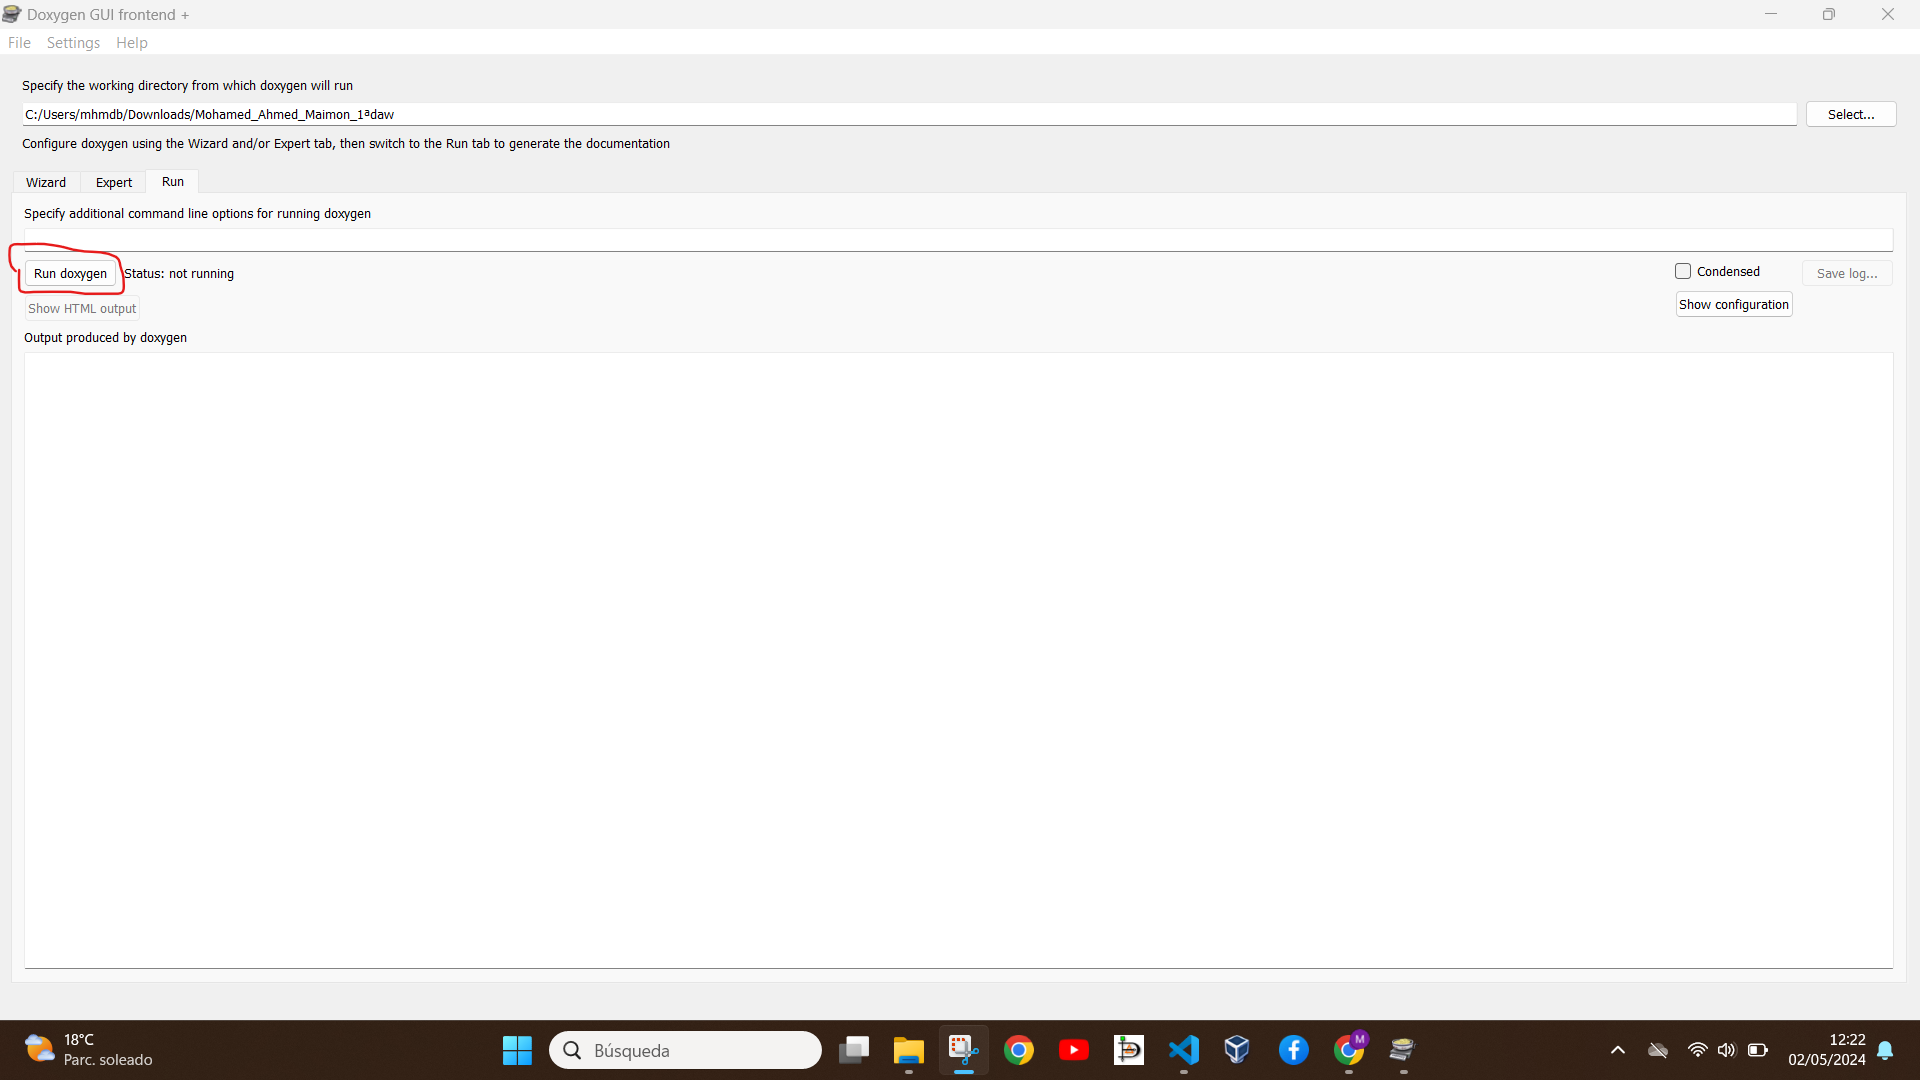 Doxygen GUI frontend +
File Settings Help
Specify the working directory from which doxygen will run
C:/Users/mhmdb/Downloads/Mohamed_Ahmed_Maimon_1ªdaw
Select...
Configure doxygen using the Wizard and/or Expert tab, then switch to the Run tab to generate the documentation
Wizard Expert Run
Specify additional command line options for running doxygen
Run doxygen Status: not running
Condensed Save log...
Show HTML output
Show configuration
Output produced by doxygen
18°C
Parc. soleado
Búsqueda
M
12:22
02/05/2024